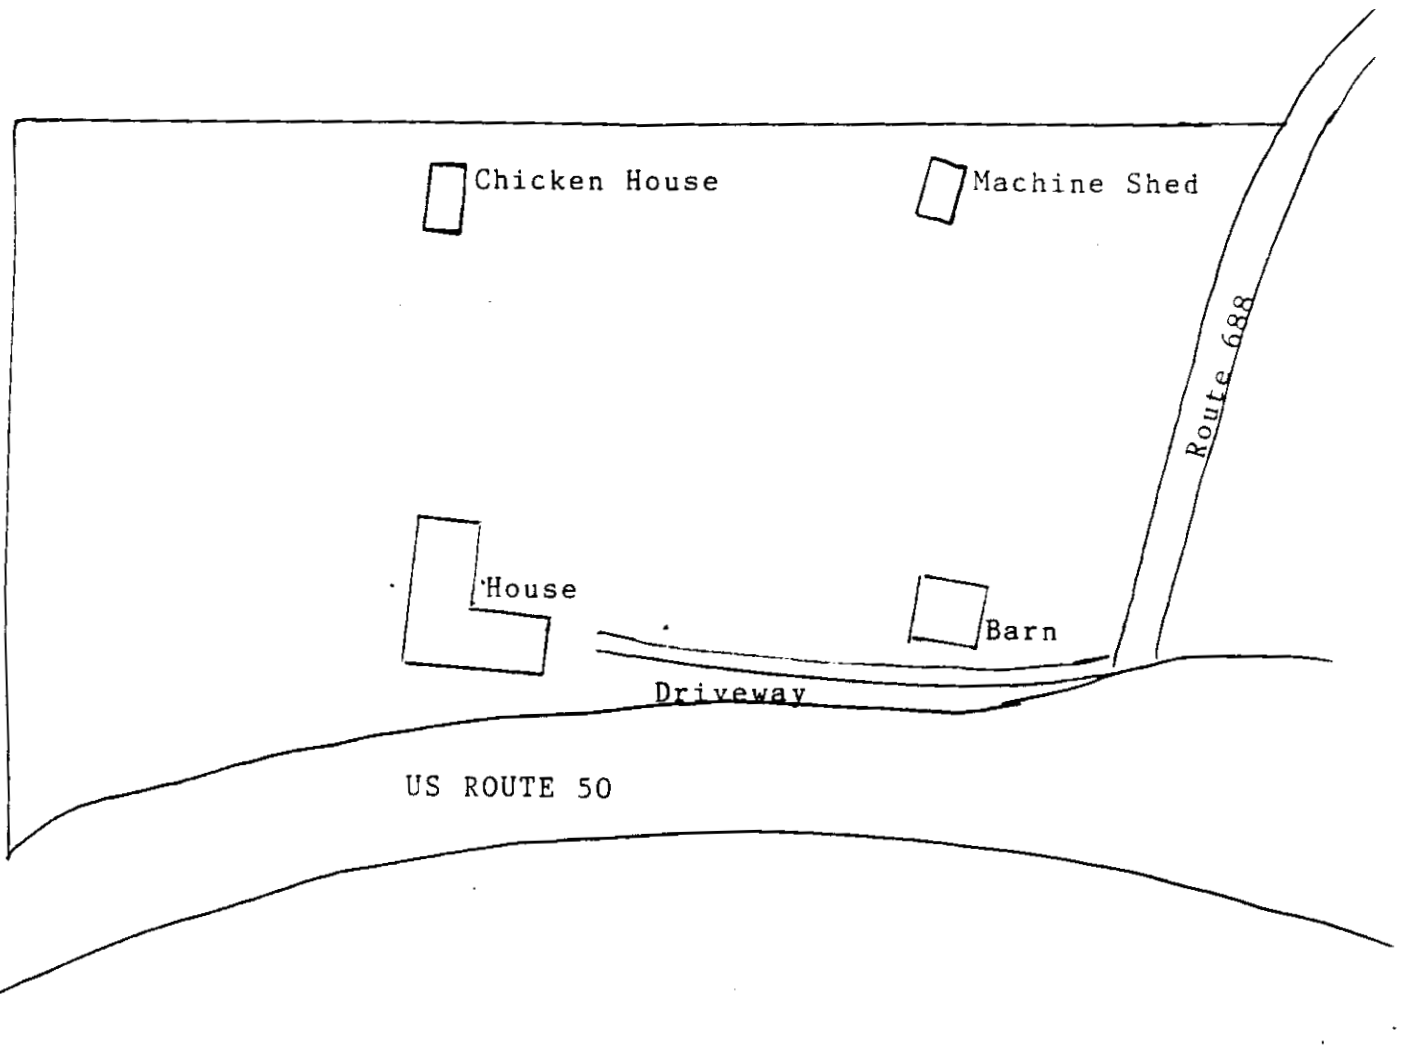 Chicken House
Machine Shed
Route 688
House
Barn
Driveway
US ROUTE 50